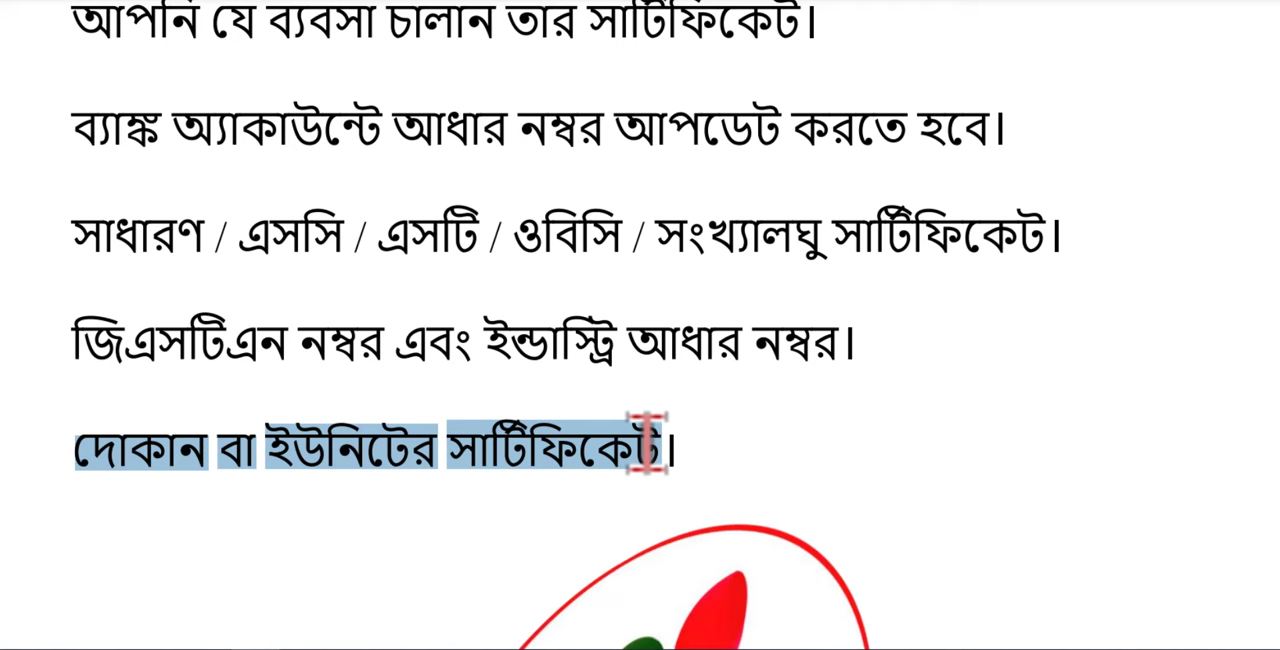 আপনি যে ব্যবসা চালান তার সার্টিফিকেট।
ব্যাঙ্ক অ্যাকাউন্টে আধার নম্বর আপডেট করতে হবে।
সাধারণ / এসসি / এসটি / ওবিসি / সংখ্যালঘু সার্টিফিকেট।
জিএসটিএন নম্বর এবং ইন্ডাস্ট্রি আধার নম্বর।
দোকান বা ইউনিটের সার্টিফিকেট।